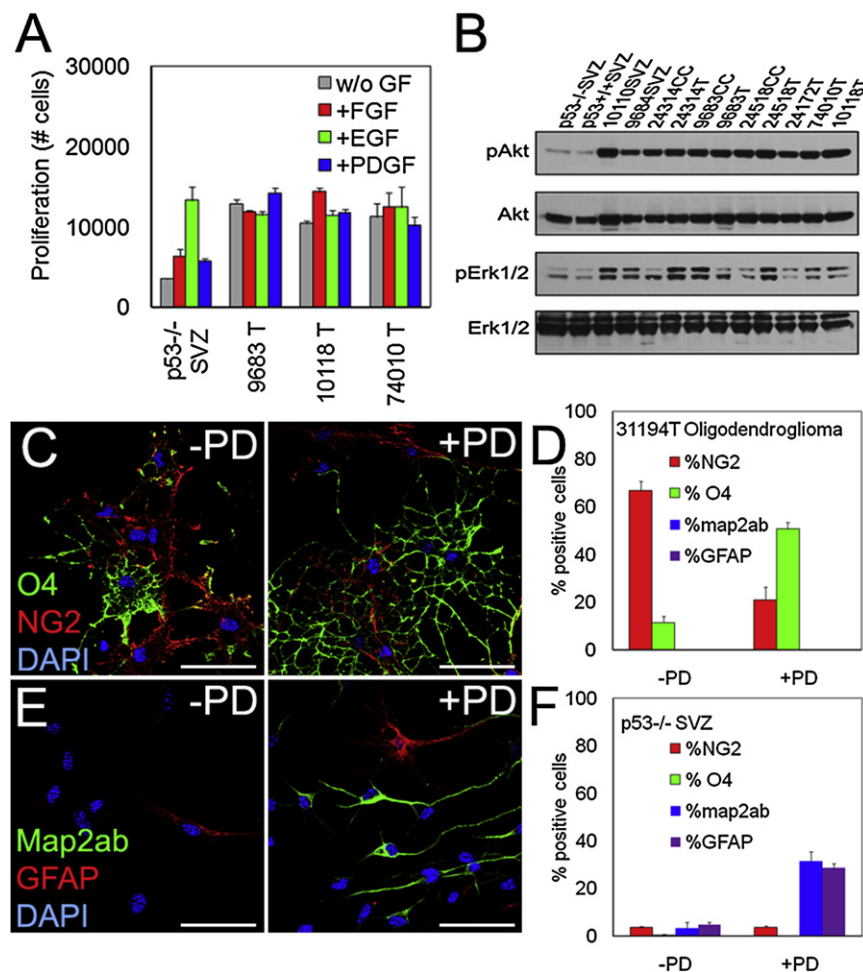 A
30000
20000
10000
0
Proliferation (# cells)
w/o GF
+FGF
+EGF
+PDGF
p53-/- SVZ
9683 T
10118 T
74010 T
B
p53-/-SVZ
p53+/+SVZ
10110SVZ
9684SVZ
24314CC
24314T
9683CC
9683T
24518CC
24518T
24172T
74010T
10118T
pAkt
Akt
pErk1/2
Erk1/2
C
-PD
+PD
O4
NG2
DAPI
D
31194T Oligodendroglioma
%NG2
% O4
%map2ab
%GFAP
% positive cells
100
80
60
40
20
0
-PD
+PD
E
-PD
+PD
Map2ab
GFAP
DAPI
F
p53-/- SVZ
%NG2
% O4
%map2ab
%GFAP
% positive cells
100
80
60
40
20
0
-PD
+PD